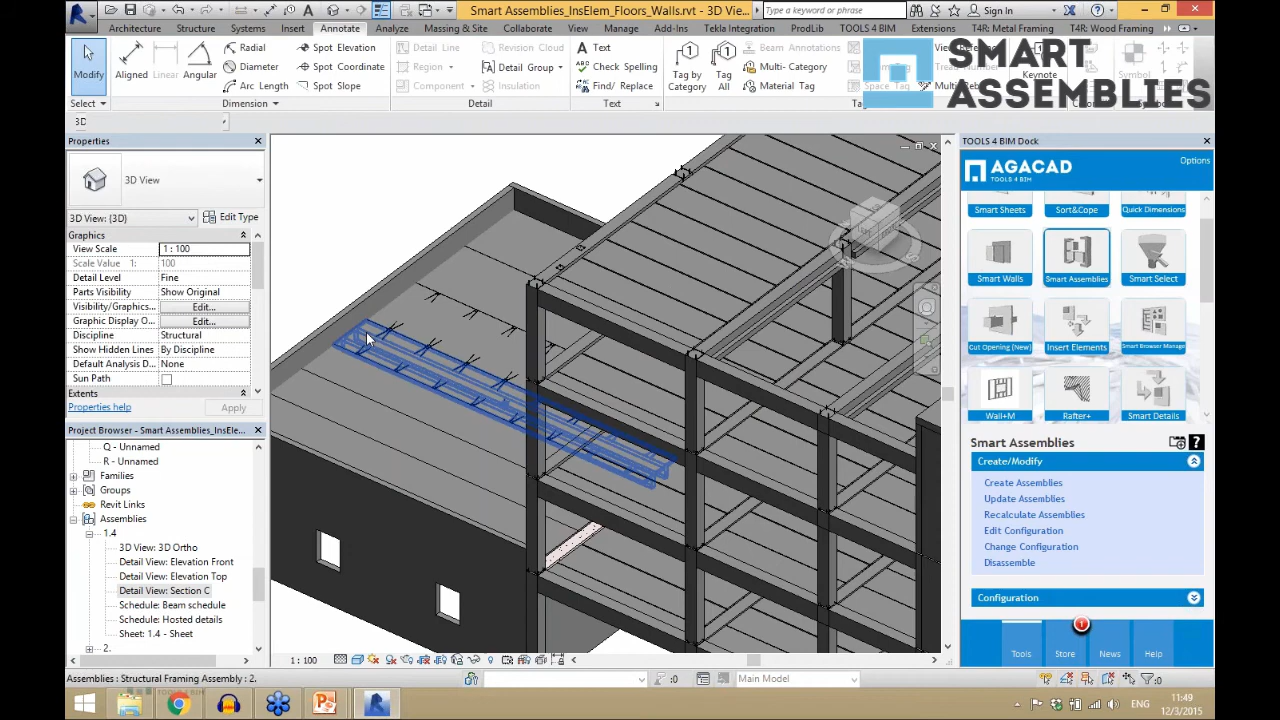 Smart Assemblies_InsElem_Floors_Walls.rvt - 3D Vie...
Type a keyword or phrase
Sign In
Architecture Structure Systems Insert Annotate Analyze Massing & Site Collaborate View Manage Add-Ins Tekla Integration ProdLib TOOLS 4 BIM Extensions T4R: Metal Framing T4R: Wood Framing
Modify
Aligned
Linear
Angular
Radial
Diameter
Arc Length
Spot Elevation
Spot Coordinate
Spot Slope
Detail Line
Region
Component
Revision Cloud
Detail Group
Insulation
Text
Check Spelling
Find/ Replace
Tag by
Category
Tag
All
Beam Annotations
Multi- Category
Material Tag
Keynote
Symbol
Select
Dimension
Detail
Text
SMART
ASSEMBLIES
3D
Properties
3D View
3D View: {3D}
Edit Type
Graphics
View Scale 1 : 100
Scale Value 1: 100
Detail Level Fine
Parts Visibility Show Original
Visibility/Graphics... Edit...
Graphic Display O... Edit...
Discipline Structural
Show Hidden Lines By Discipline
Default Analysis D... None
Sun Path
Extents
Properties help
Apply
Project Browser - Smart Assemblies_InsEle...
Q - Unnamed
R - Unnamed
Families
Groups
Revit Links
Assemblies
1.4
3D View: 3D Ortho
Detail View: Elevation Front
Detail View: Elevation Top
Detail View: Section C
Schedule: Beam schedule
Schedule: Hosted details
Sheet: 1.4 - Sheet
2.
1 : 100
TOOLS 4 BIM Dock
AGACAD
TOOLS 4 BIM
Options
Smart Sheets
Sort&Cope
Quick Dimensions
Smart Walls
Smart Assemblies
Smart Select
Cut Opening (New)
Insert Elements
Smart Browser Manage
Wall+M
Rafter+
Smart Details
Smart Assemblies
?
Create/Modify
Create Assemblies
Update Assemblies
Recalculate Assemblies
Edit Configuration
Change Configuration
Disassemble
Configuration
1
Tools
Store
News
Help
Assemblies : Structural Framing Assembly : 2.
:0
Main Model
:0
ENG
11:49
12/3/2015